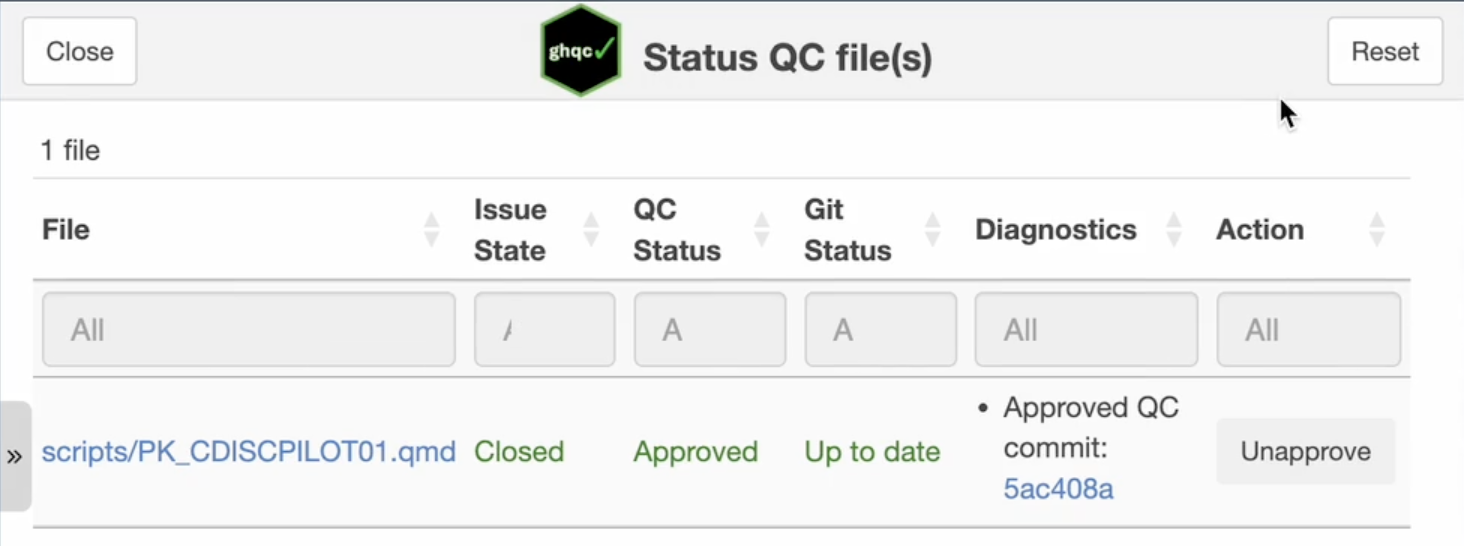 Close
ghqc
Status QC file(s)
Reset
1 file
File
Issue
State
QC
Status
Git
Status
Diagnostics
Action
All
A
A
A
All
All
»
scripts/PK_CDISCPILOT01.qmd
Closed
Approved
Up to date
• Approved QC
commit:
5ac408a
Unapprove